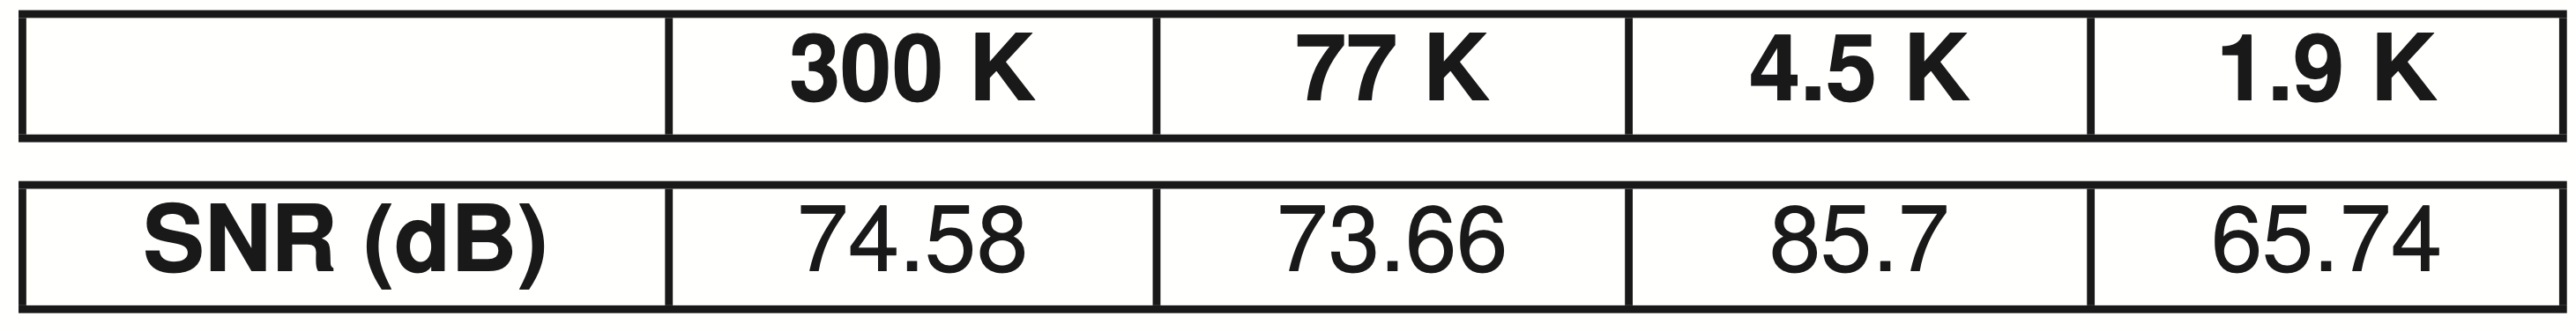 300 K 77 K 4.5 K 1.9 K
SNR (dB) 74.58 73.66 85.7 65.74